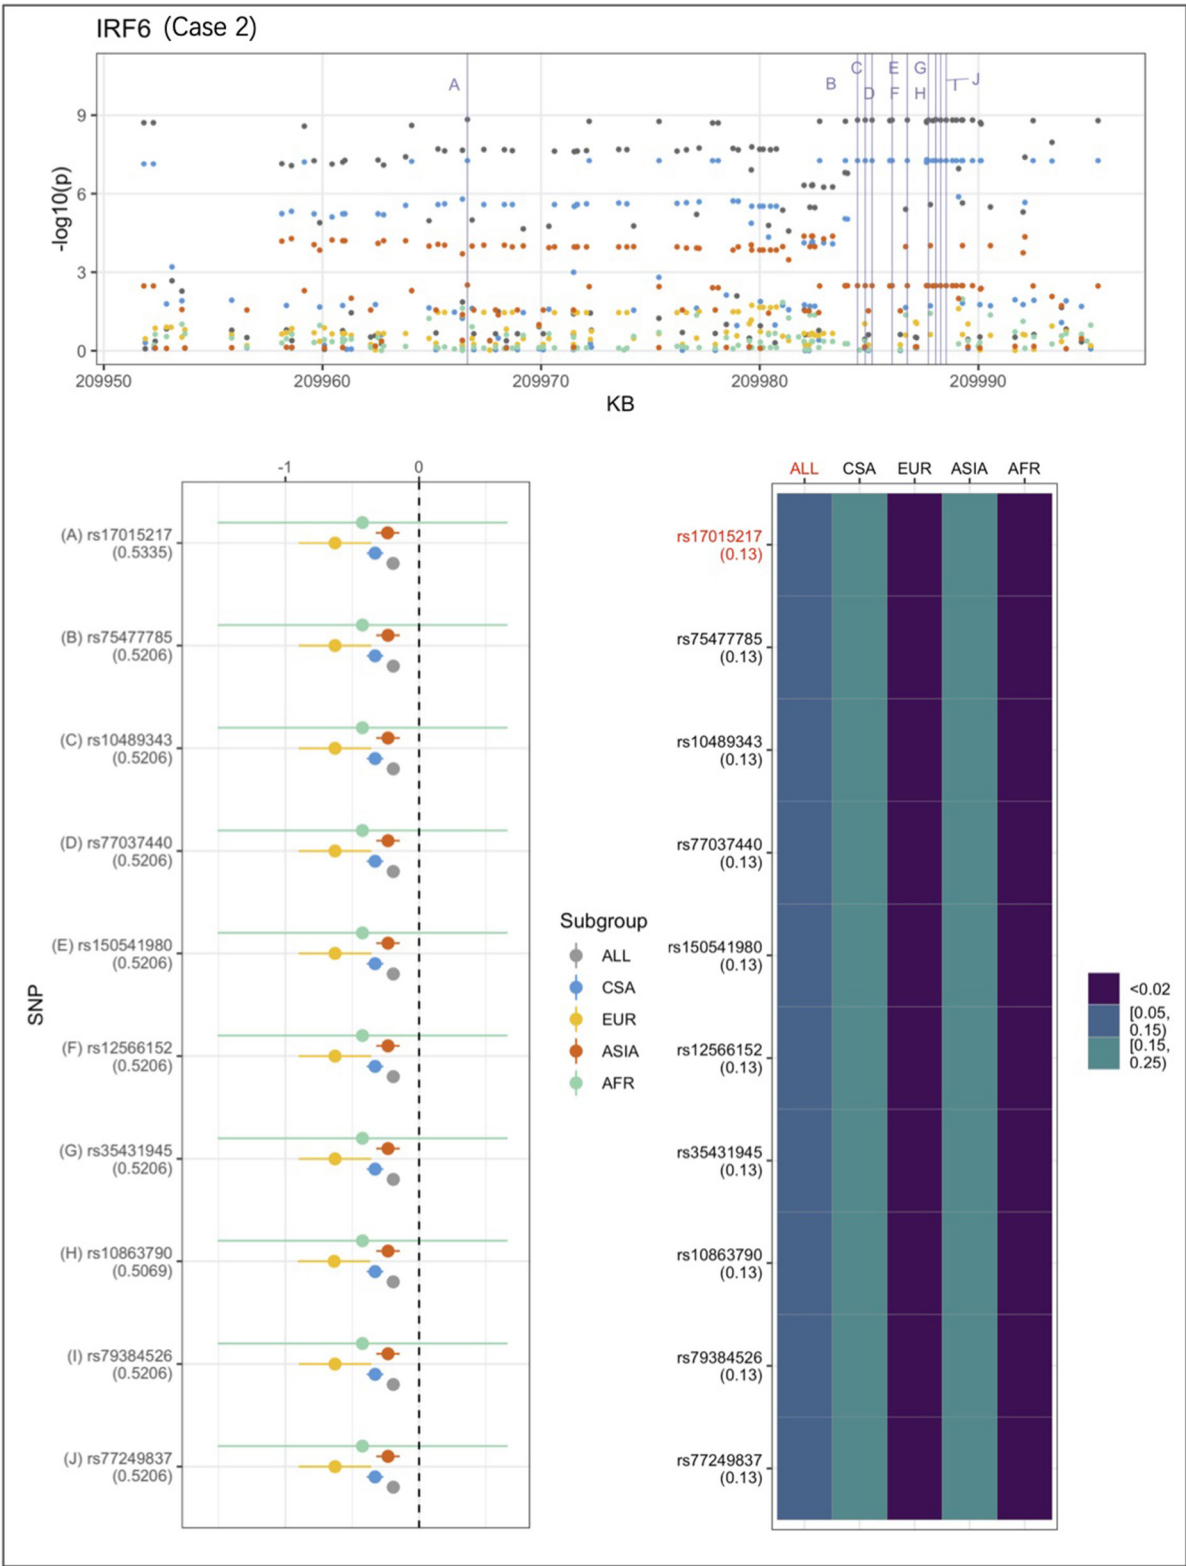 IRF6 (Case 2)
A
B
C
D
E
F
G
H
I
J
9
6
3
0
-log10(p)
209950
209960
209970
209980
209990
KB
-1
0
SNP
(A) rs17015217
(0.5335)
(B) rs75477785
(0.5206)
(C) rs10489343
(0.5206)
(D) rs77037440
(0.5206)
(E) rs150541980
(0.5206)
(F) rs12566152
(0.5206)
(G) rs35431945
(0.5206)
(H) rs10863790
(0.5069)
(I) rs79384526
(0.5206)
(J) rs77249837
(0.5206)
Subgroup
ALL
CSA
EUR
ASIA
AFR
ALL CSA EUR ASIA AFR
rs17015217
(0.13)
rs75477785
(0.13)
rs10489343
(0.13)
rs77037440
(0.13)
rs150541980
(0.13)
rs12566152
(0.13)
rs35431945
(0.13)
rs10863790
(0.13)
rs79384526
(0.13)
rs77249837
(0.13)
<0.02
[0.05,
0.15)
[0.15,
0.25)